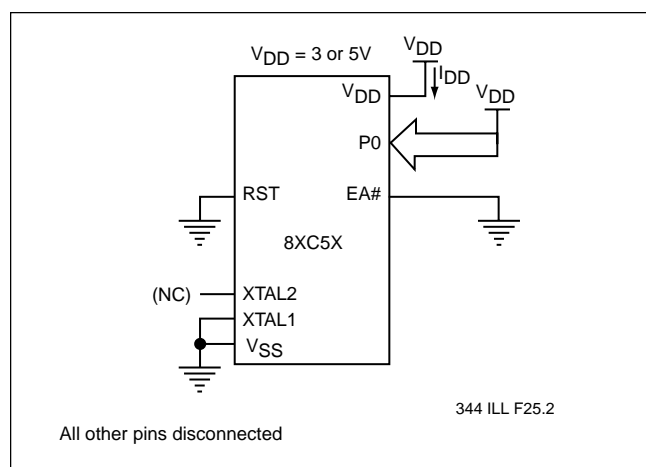 VDD = 3 or 5V
VDD
IDD
VDD
VDD
P0
RST
EA#
8XC5X
(NC)
XTAL2
XTAL1
VSS
344 ILL F25.2
All other pins disconnected